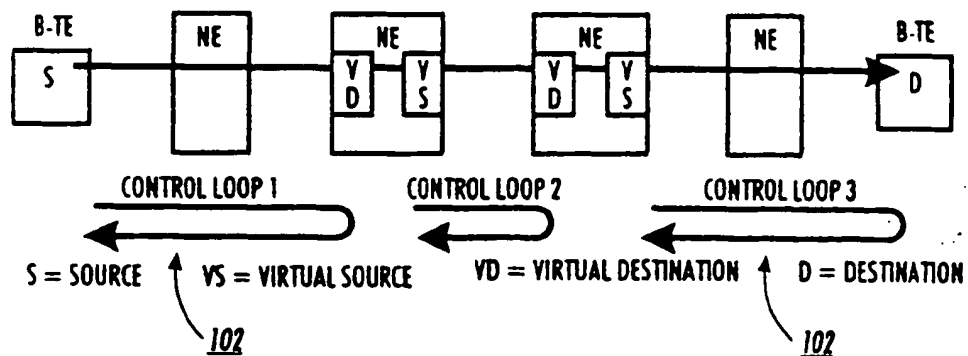 B-TE NE NE NE NE B-TE
S V D V S V D V S D
CONTROL LOOP 1 CONTROL LOOP 2 CONTROL LOOP 3
S = SOURCE VS = VIRTUAL SOURCE VD = VIRTUAL DESTINATION D = DESTINATION
102 102